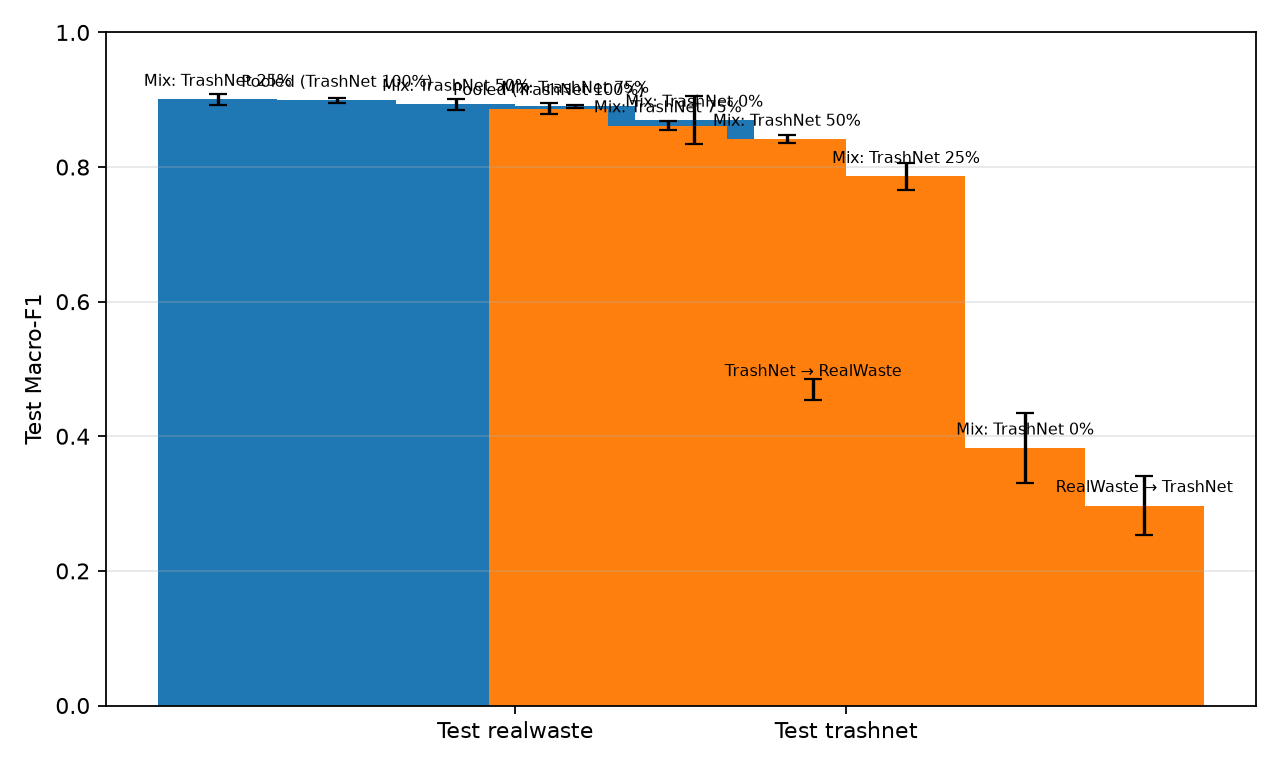 1.0
Mix: TrashNet 25%
Pooled (TrashNet 100%)
Mix: TrashNet 50%
Pooled (TrashNet 100%)
Mix: TrashNet 75%
Mix: TrashNet 0%
Mix: TrashNet 75%
Mix: TrashNet 50%
Mix: TrashNet 25%
0.8
0.6
TrashNet → RealWaste
0.4
Mix: TrashNet 0%
RealWaste → TrashNet
0.2
0.0
Test Macro-F1
Test realwaste
Test trashnet